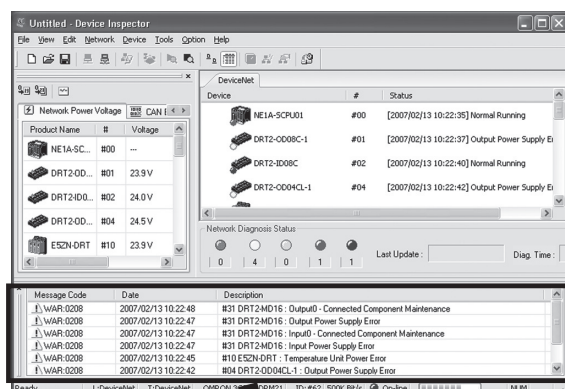 Untitled - Device Inspector
File View Edit Network Device Tools Option Help
DeviceNet
Network Power Voltage CAN
Product Name # Voltage
NE1A-SC... #00 ---
DRT2-OD... #01 23.9 V
DRT2-ID0... #02 24.0 V
DRT2-OD... #04 24.5 V
E5ZN-DRT #10 23.9 V
Device # Status
NE1A-SCPU01 #00 [2007/02/13 10:22:35] Normal Running
DRT2-OD08C-1 #01 [2007/02/13 10:22:37] Output Power Supply Er
DRT2-ID08C #02 [2007/02/13 10:22:40] Normal Running
DRT2-OD04CL-1 #04 [2007/02/13 10:22:42] Output Power Supply Er
Network Diagnosis Status
0 4 0 1 1 Last Update : Diag. Time :
Message Code Date Description
WAR:0208 2007/02/13 10:22:48 #31 DRT2-MD16 : Output0 - Connected Component Maintenance
WAR:0208 2007/02/13 10:22:47 #31 DRT2-MD16 : Output Power Supply Error
WAR:0208 2007/02/13 10:22:47 #31 DRT2-MD16 : Input0 - Connected Component Maintenance
WAR:0208 2007/02/13 10:22:47 #31 DRT2-MD16 : Input Power Supply Error
WAR:0208 2007/02/13 10:22:45 #10 E5ZN-DRT : Temperature Unit Power Error
WAR:0208 2007/02/13 10:22:42 #04 DRT2-OD04CL-1 : Output Power Supply Error
Ready L:DeviceNet T:DeviceNet OMRON DRM21 ID:#62 500K Bit/s On-line NUM